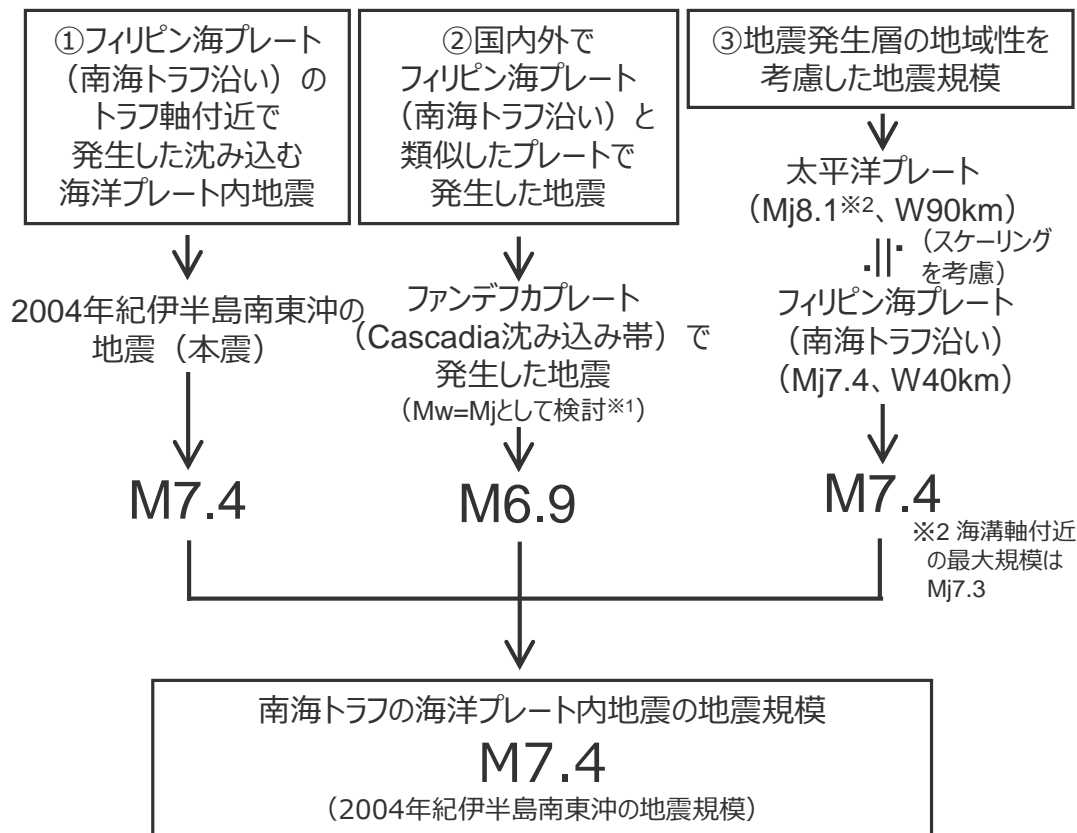 ①フィリピン海プレート
（南海トラフ沿い）の
トラフ軸付近で
発生した沈み込む
海洋プレート内地震
2004年紀伊半島南東沖の
地震（本震）
M7.4
②国内外で
フィリピン海プレート
（南海トラフ沿い）と
類似したプレートで
発生した地震
ファンデフカプレート
（Cascadia沈み込み帯）で
発生した地震
（Mw=Mjとして検討※1）
M6.9
③地震発生層の地域性を
考慮した地震規模
太平洋プレート
（Mj8.1※2、W90km）
（スケーリング
を考慮）
フィリピン海プレート
（南海トラフ沿い）
（Mj7.4、W40km）
M7.4
※2 海溝軸付近
の最大規模は
Mj7.3
南海トラフの海洋プレート内地震の地震規模
M7.4
（2004年紀伊半島南東沖の地震規模）